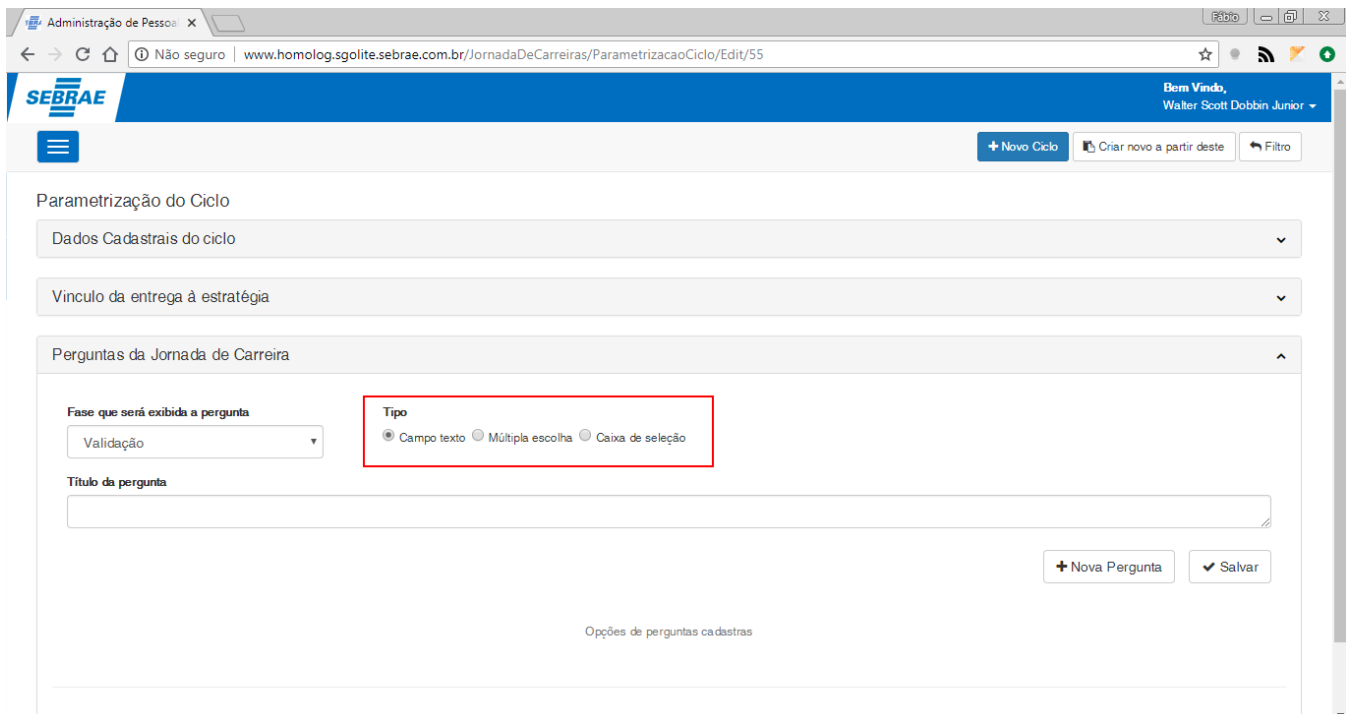 Administração de Pessoa
Fábio
Não seguro | www.homolog.sgolite.sebrae.com.br/JornadaDeCarreiras/ParametrizacaoCiclo/Edit/55
SEBRAE
Bem Vindo,
Walter Scott Dobbin Junior
+ Novo Ciclo Criar novo a partir deste Filtro
Parametrização do Ciclo
Dados Cadastrais do ciclo
Vinculo da entrega à estratégia
Perguntas da Jornada de Carreira
Fase que será exibida a pergunta
Tipo
Validação
Campo texto Múltipla escolha Caixa de seleção
Título da pergunta
+ Nova Pergunta Salvar
Opções de perguntas cadastras